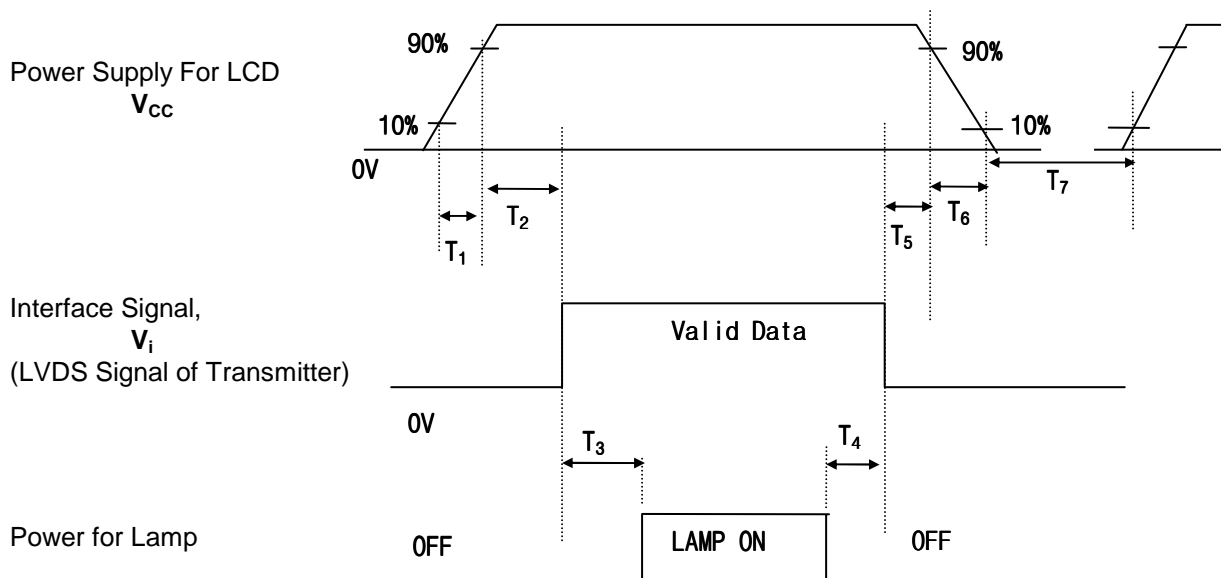 90%
90%
Power Supply For LCD
VCC
10%
10%
0V
T7
T2
T6
T5
T1
Interface Signal,
Vi
(LVDS Signal of Transmitter)
Valid Data
0V
T3
T4
Power for Lamp
OFF
LAMP ON
OFF